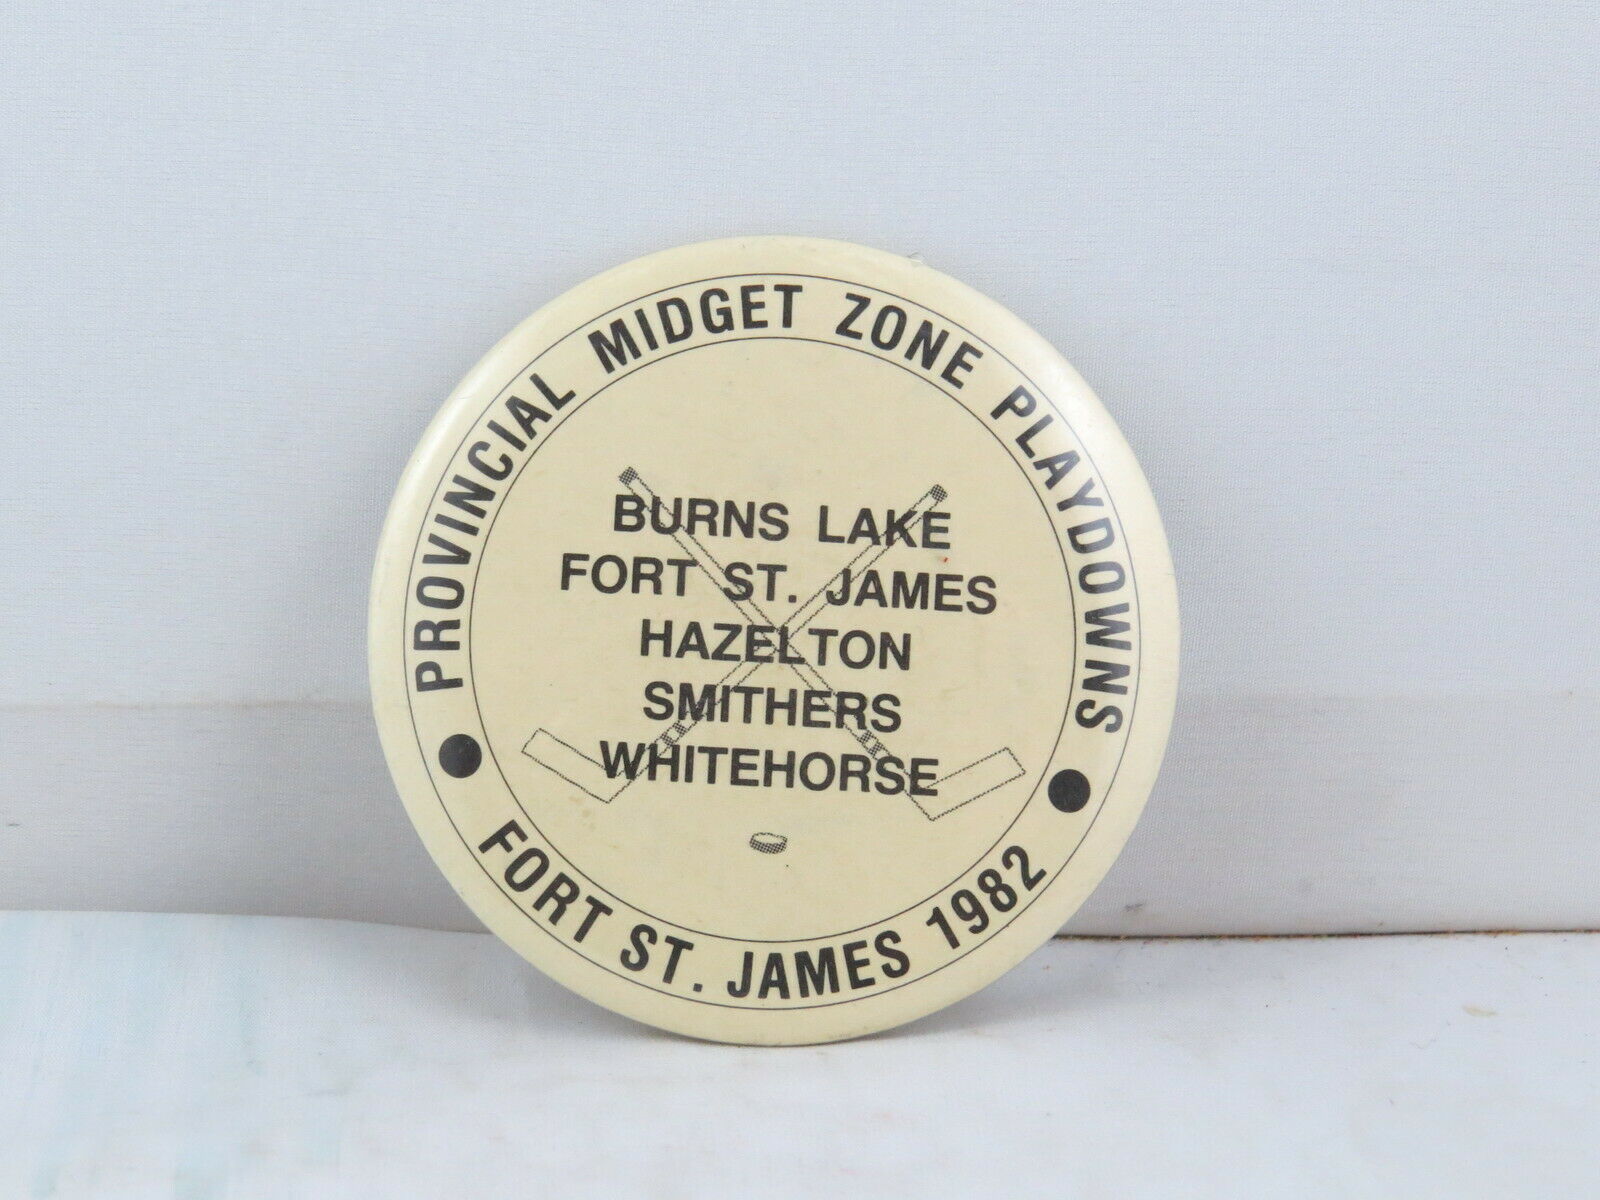 PROVINCIAL MIDGET ZONE PLAYDOWNS
BURNS LAKE
FORT ST. JAMES
HAZELTON
SMITHERS
WHITEHORSE
FORT ST. JAMES 1982